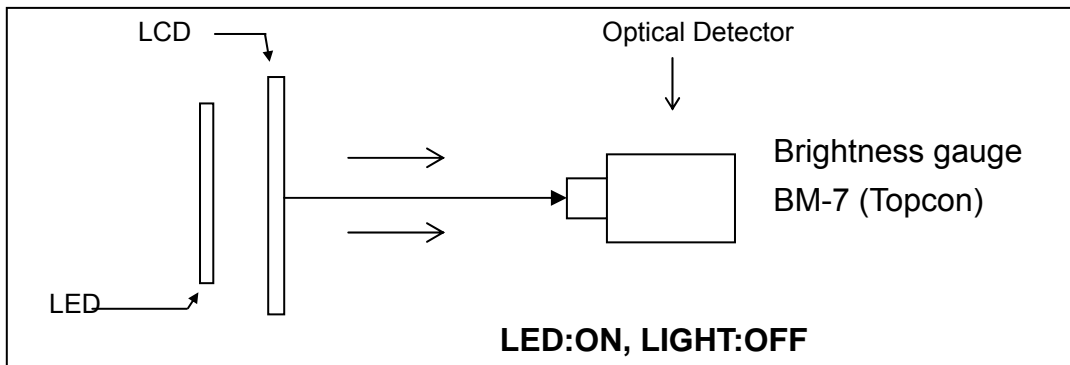 LCD
Optical Detector
Brightness gauge
BM-7 (Topcon)
LED
LED:ON, LIGHT:OFF